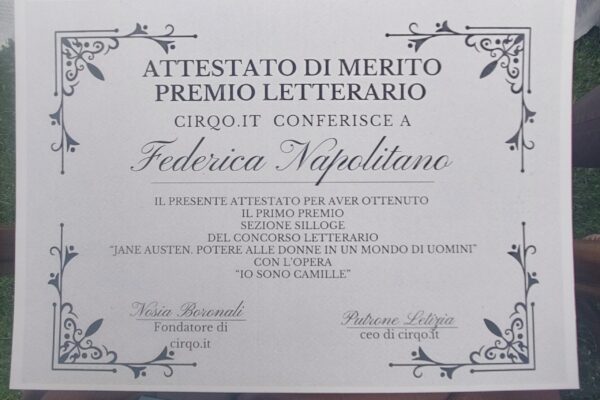 ATTESTATO DI MERITO
PREMIO LETTERARIO
CIRQO.IT CONFERISCE A
Federica Napolitano
IL PRESENTE ATTESTATO PER AVER OTTENUTO
IL PRIMO PREMIO
SEZIONE SILLOGE
DEL CONCORSO LETTERARIO
“JANE AUSTEN. POTERE ALLE DONNE IN UN MONDO DI UOMINI”
CON L'OPERA
“IO SONO CAMILLE”
Nosia Boronali
Fondatore di
cirqo.it
Putrone Letizia
ceo di cirqo.it